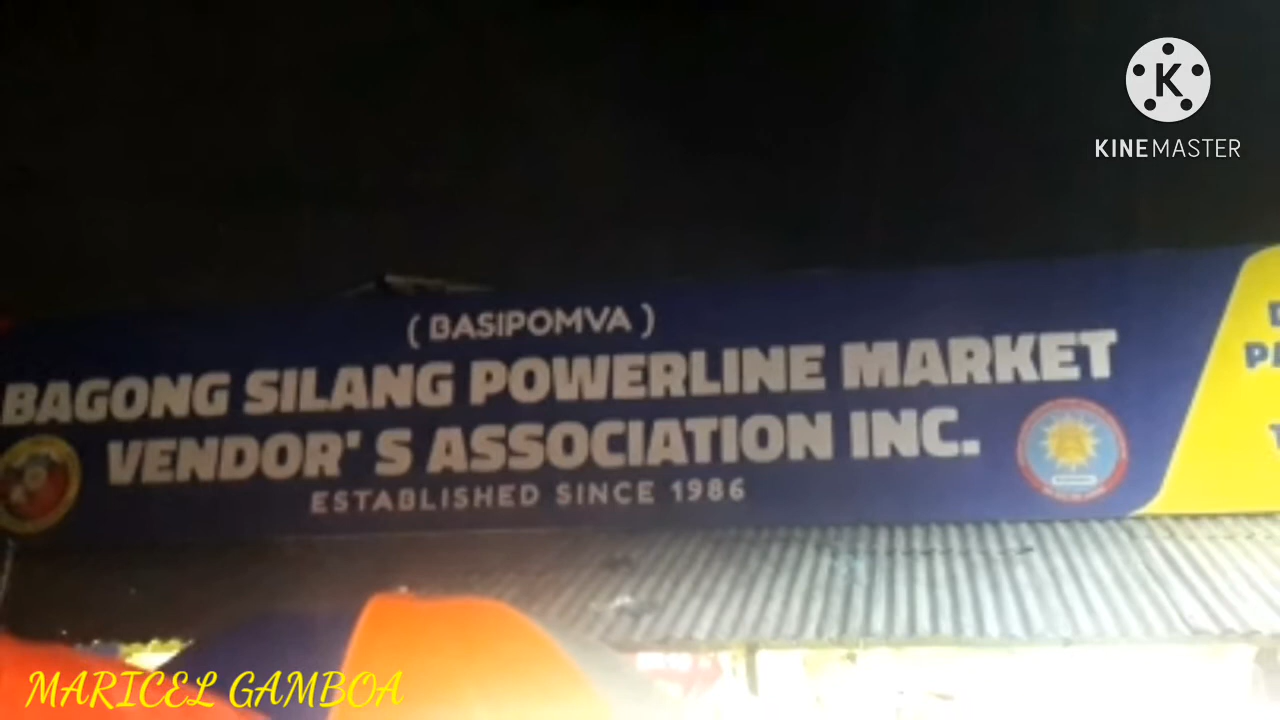 K
KINEMASTER
( BASIPOMVA )
BAGONG SILANG POWERLINE MARKET
VENDOR' S ASSOCIATION INC.
ESTABLISHED SINCE 1986
MARICEL GAMBOA